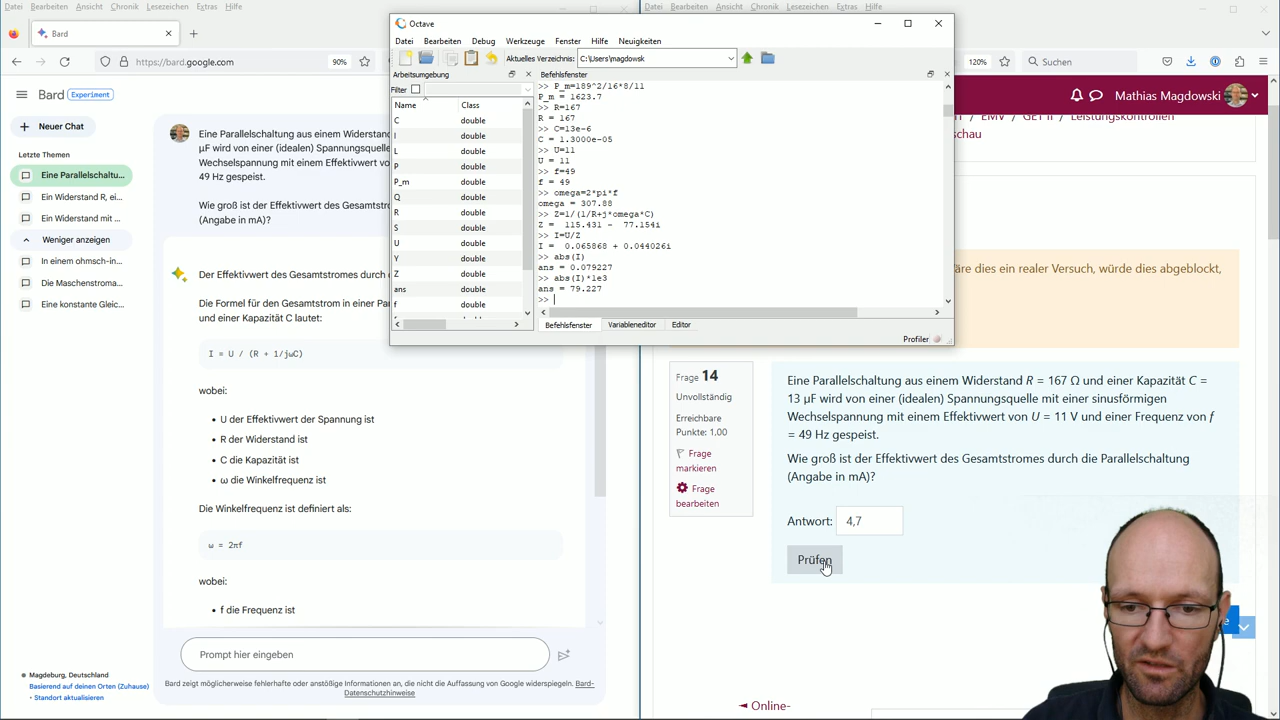 Datei Bearbeiten Ansicht Chronik Lesezeichen Extras Hilfe
Datei Bearbeiten Ansicht Chronik Lesezeichen Extras Hilfe
Bard
https://bard.google.com
90%
120%
Suchen
Bard
Experiment
Neuer Chat
Letzte Themen
Eine Parallelschaltu...
Ein Widerstand R, ei...
Ein Widerstand mit ...
Weniger anzeigen
In einem ohmsch-in...
Die Maschenstroma...
Eine konstante Gleic...
Magdeburg, Deutschland
Basierend auf deinen Orten (Zuhause)
• Standort aktualisieren
Eine Parallelschaltung aus einem Widerstand
µF wird von einer (idealen) Spannungsquelle
Wechselspannung mit einem Effektivwert von
49 Hz gespeist.
Wie groß ist der Effektivwert des Gesamtstro
(Angabe in mA)?
Der Effektivwert des Gesamtstromes durch
Die Formel für den Gesamtstrom in einer Par
und einer Kapazität C lautet:
I = U / (R + 1/jωC)
wobei:
• U der Effektivwert der Spannung ist
• R der Widerstand ist
• C die Kapazität ist
• ω die Winkelfrequenz ist
Die Winkelfrequenz ist definiert als:
ω = 2πf
wobei:
• f die Frequenz ist
Prompt hier eingeben
Bard zeigt möglicherweise fehlerhafte oder anstößige Informationen an, die nicht die Auffassung von Google widerspiegeln. Bard-
Datenschutzhinweise
Octave
Datei Bearbeiten Debug Werkzeuge Fenster Hilfe Neuigkeiten
Aktuelles Verzeichnis: C:\Users\magdowsk
Arbeitsumgebung
Filter
Name Class
C double
I double
L double
P double
P_m double
Q double
R double
S double
U double
Y double
Z double
ans double
f double
Befehlsfenster
>> P_m=189^2/16*8/11
P_m = 1623.7
>> R=167
R = 167
>> C=13e-6
C = 1.3000e-05
>> U=11
U = 11
>> f=49
f = 49
>> omega=2*pi*f
omega = 307.88
>> Z=1/(1/R+j*omega*C)
Z = 115.431 - 77.154i
>> I=U/Z
I = 0.065868 + 0.044026i
>> abs(I)
ans = 0.079227
>> abs(I)*1e3
ans = 79.227
>>
Befehlsfenster Variableneditor Editor
Profiler
Mathias Magdowski
/ EMV / GET II / Leistungskontrollen
schau
äre dies ein realer Versuch, würde dies abgeblockt,
Frage 14
Unvollständig
Erreichbare
Punkte: 1,00
Frage
markieren
Frage
bearbeiten
Eine Parallelschaltung aus einem Widerstand R = 167 Ω und einer Kapazität C =
13 µF wird von einer (idealen) Spannungsquelle mit einer sinusförmigen
Wechselspannung mit einem Effektivwert von U = 11 V und einer Frequenz von f
= 49 Hz gespeist.
Wie groß ist der Effektivwert des Gesamtstromes durch die Parallelschaltung
(Angabe in mA)?
Antwort: 4,7
Prüfen
◄ Online-